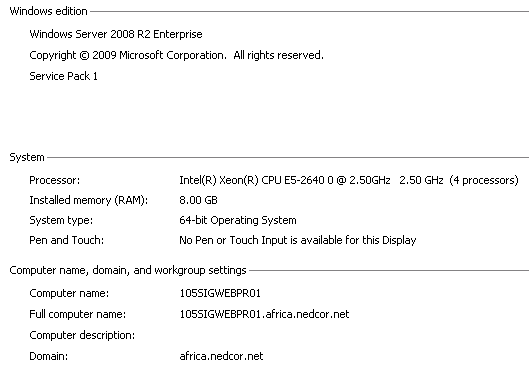 Windows edition
Windows Server 2008 R2 Enterprise
Copyright © 2009 Microsoft Corporation.  All rights reserved.
Service Pack 1
System
Processor: Intel(R) Xeon(R) CPU E5-2640 0 @ 2.50GHz   2.50 GHz  (4 processors)
Installed memory (RAM): 8.00 GB
System type: 64-bit Operating System
Pen and Touch: No Pen or Touch Input is available for this Display
Computer name, domain, and workgroup settings
Computer name: 105SIGWEBPR01
Full computer name: 105SIGWEBPR01.africa.nedcor.net
Computer description:
Domain: africa.nedcor.net